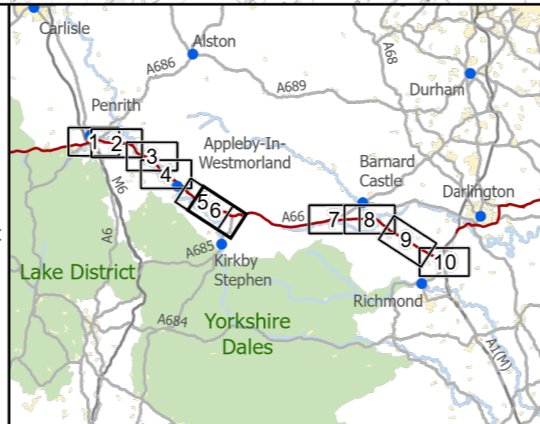 Carlisle
Alston
A686
A68
A689
Durham
Penrith
Appleby-In-
Westmorland
Barnard
Castle
Darlington
1
2
3
4
5
6
M6
A66
7
8
9
10
A6
A685
Kirkby
Stephen
Lake District
Richmond
A684
Yorkshire
Dales
A1(M)